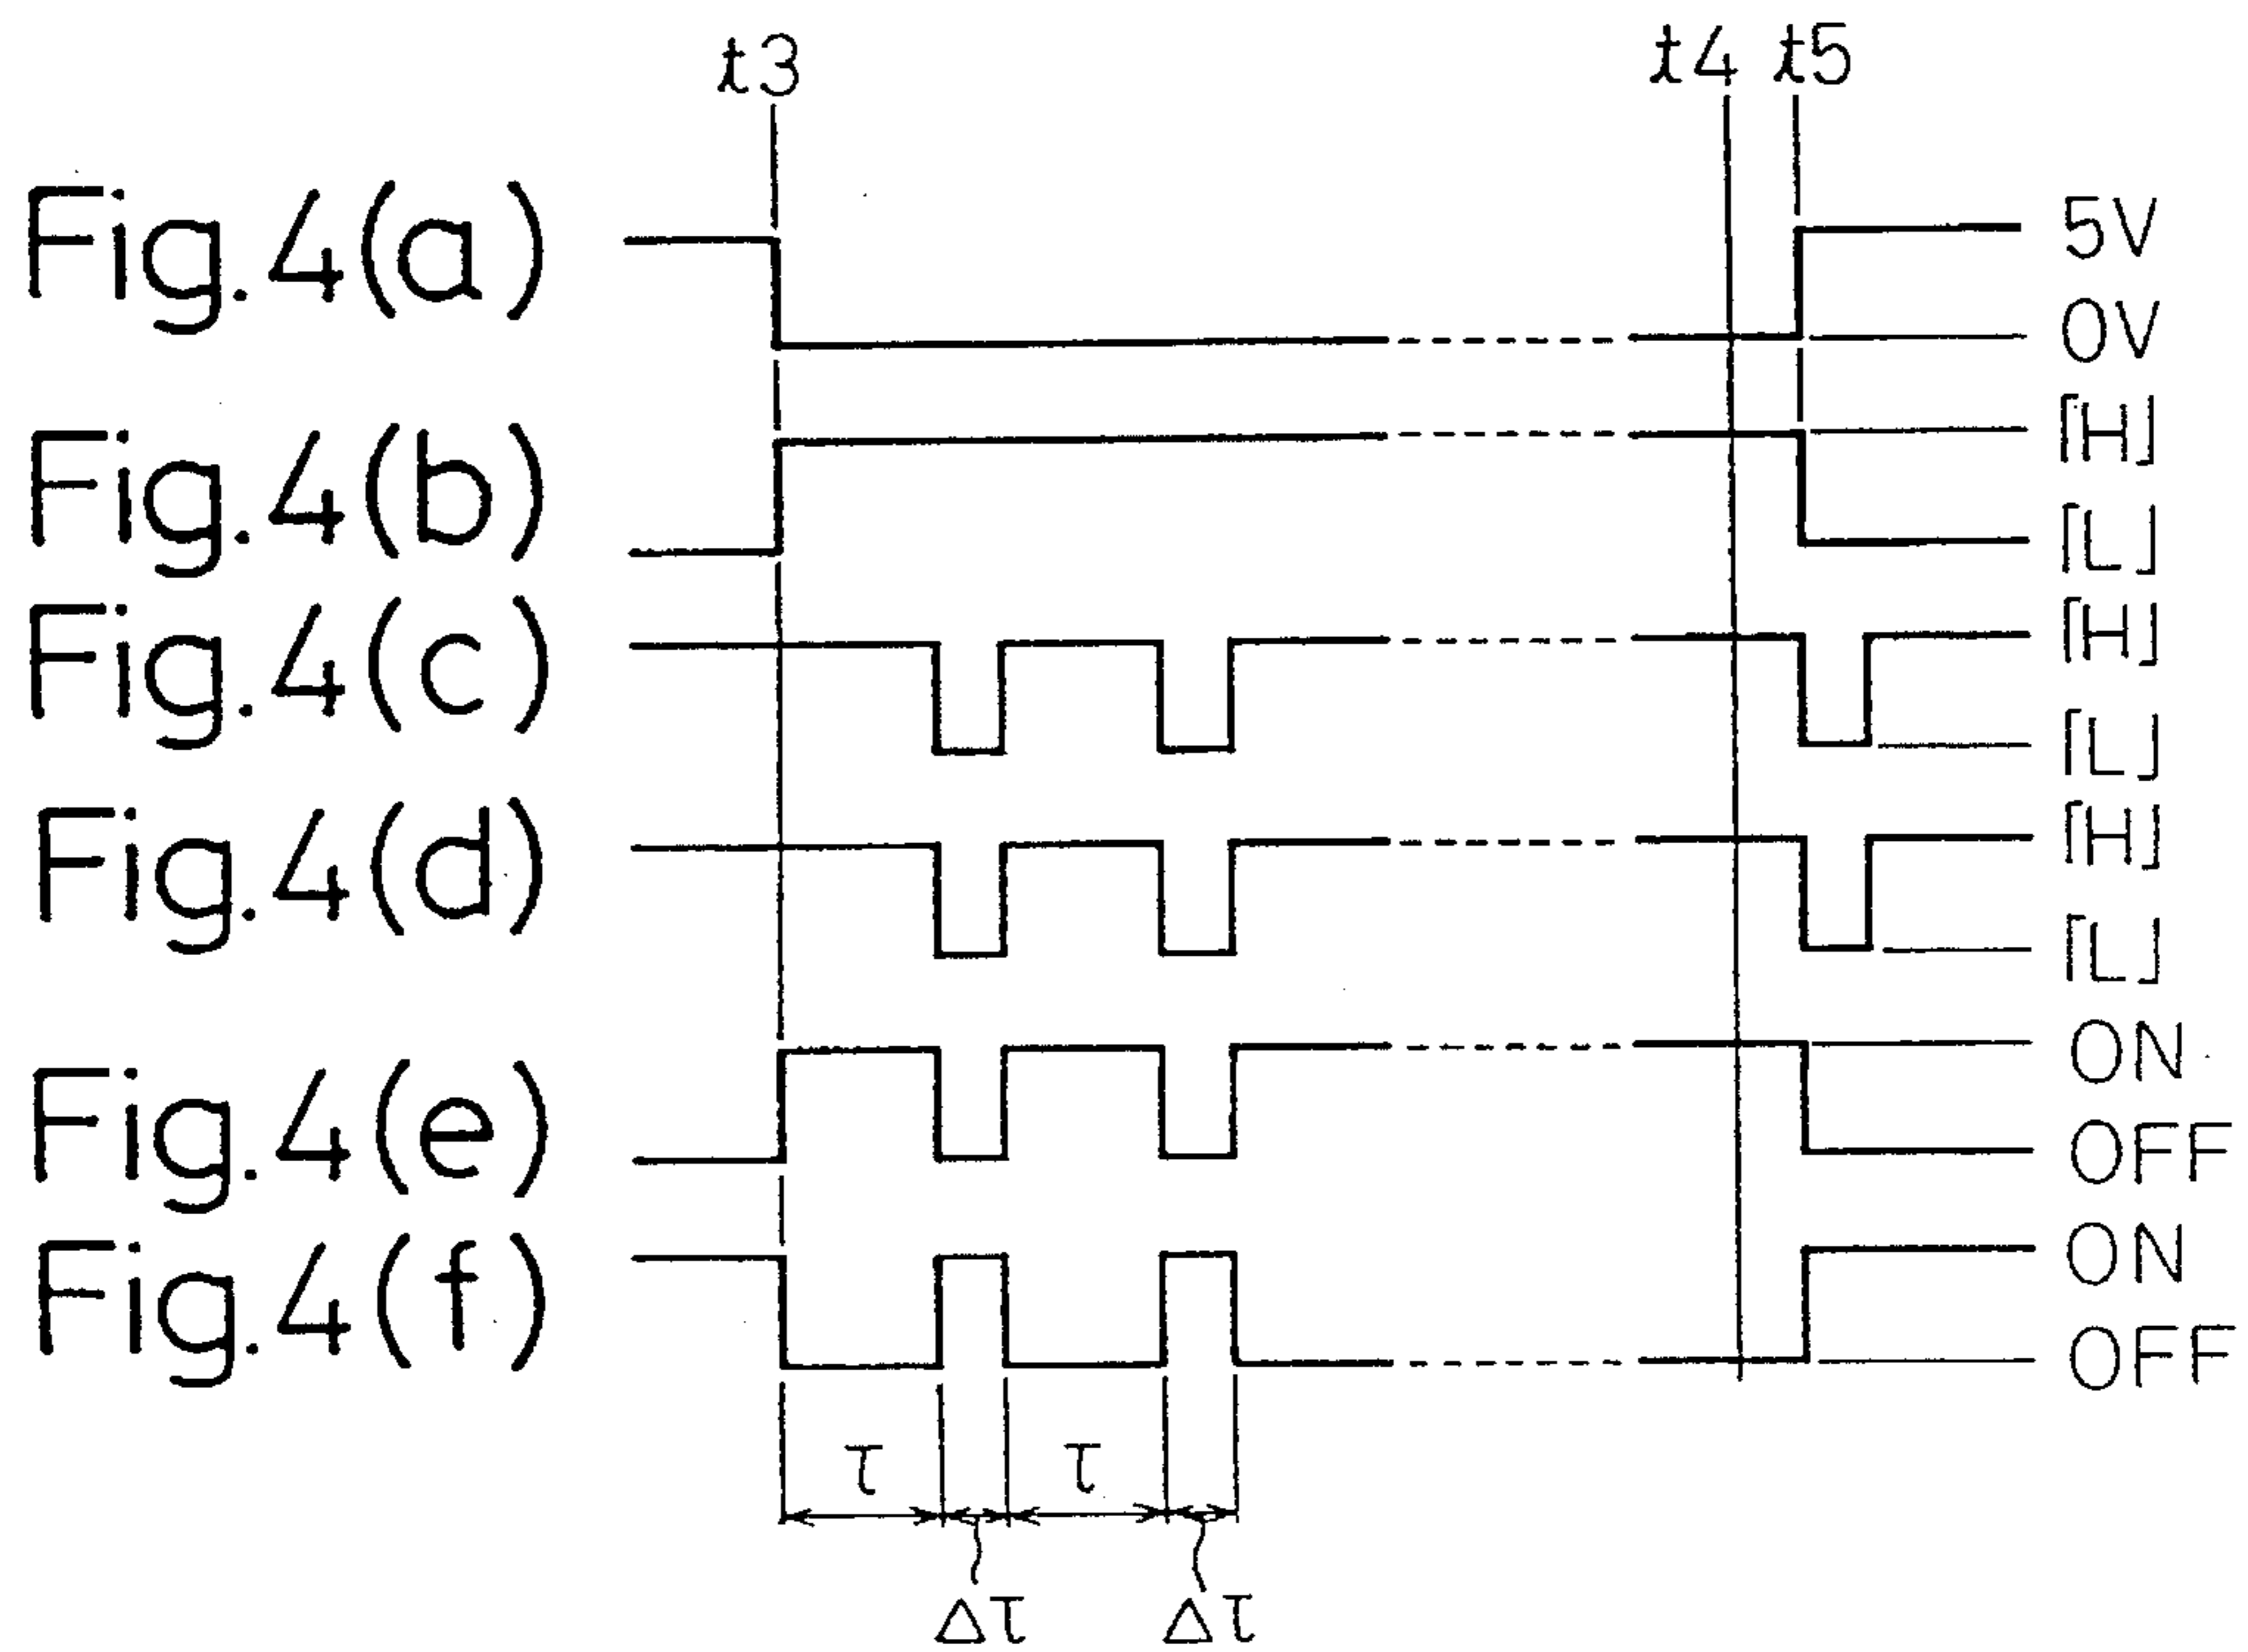 t3 t4 t5
Fig.4(a) 5V
0V
Fig.4(b) 「H」
「L」
Fig.4(c) 「H」
「L」
Fig.4(d) 「H」
「L」
Fig.4(e) ON
OFF
Fig.4(f) ON
OFF
τ τ
Δτ Δτ